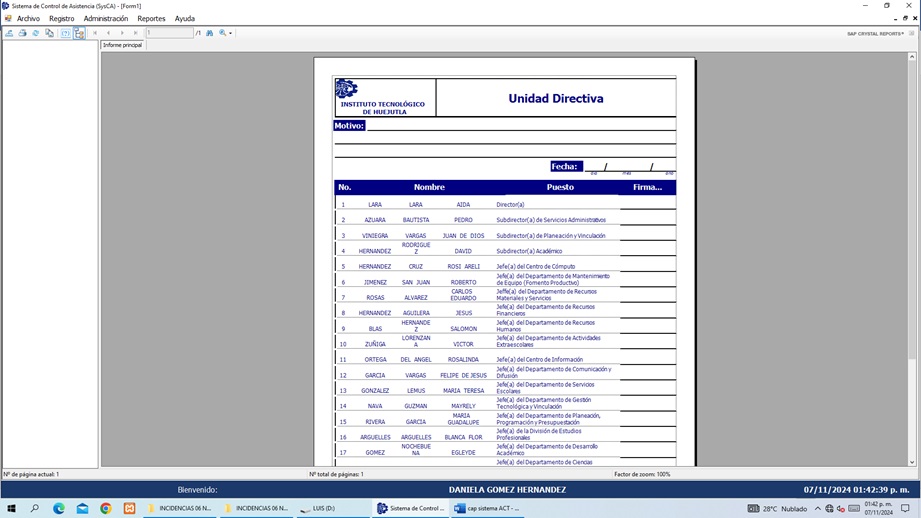 Sistema de Control de Asistencia (SysCA) - [Form1]
Archivo Registro Administración Reportes Ayuda
1 /1 SAP CRYSTAL REPORTS®
Informe principal
INSTITUTO TECNOLÓGICO
DE HUEJUTLA
Unidad Directiva
Motivo:
Fecha: / /
No. Nombre Puesto Firma...
1 LARA LARA AIDA Director(a)
2 AZUARA BAUTISTA PEDRO Subdirector(a) de Servicios Administrativos
3 VINIEGRA VARGAS JUAN DE DIOS Subdirector(a) de Planeación y Vinculación
RODRIGUE
4 HERNANDEZ Z DAVID Subdirector(a) Académico
5 HERNANDEZ CRUZ ROSI ARELI Jefe(a) del Centro de Cómputo
Jefe(a) del Departamento de Mantenimiento
6 JIMENEZ SAN JUAN ROBERTO de Equipo (Fomento Productivo)
CARLOS Jeffe(a) del Departamento de Recursos
7 ROSAS ALVAREZ EDUARDO Materiales y Servicios
Jefe(a) del Departamento de Recursos
8 HERNANDEZ AGUILERA JESUS Financieros
HERNANDE Jefe(a) del Departamento de Recursos
9 BLAS Z SALOMON Humanos
LORENZAN Jefe(a) del Departamento de Actividades
10 ZUÑIGA A VICTOR Extraescolares
11 ORTEGA DEL ANGEL ROSALINDA Jefe(a) del Centro de Información
Jefe(a) del Departamento de Comunicación y
12 GARCIA VARGAS FELIPE DE JESUS Difusión
Jefe(a) del Departamento de Servicios
13 GONZALEZ LEMUS MARIA TERESA Escolares
Jefe(a) del Departamento de Gestión
14 NAVA GUZMAN MAYRELY Tecnológica y Vinculación
MARIA Jefe(a) del Departamento de Planeación,
15 RIVERA GARCIA GUADALUPE Programación y Presupuestación
Jefe(a) de la División de Estudios
16 ARGUELLES ARGUELLES BLANCA FLOR Profesionales
NOCHEBUE Jefe(a) del Departamento de Desarrollo
17 GOMEZ NA EGLEYDE Académico
Jefe(a) del Departamento de Ciencias
Nº de página actual: 1 Nº total de páginas: 1 Factor de zoom: 100%
Bienvenido: DANIELA GOMEZ HERNANDEZ 07/11/2024 01:42:39 p. m.
INCIDENCIAS 06 N... INCIDENCIAS 06 N... LUIS (D:) Sistema de Control ... cap sistema ACT - ... 28°C Nublado 01:42 p. m.
07/11/2024